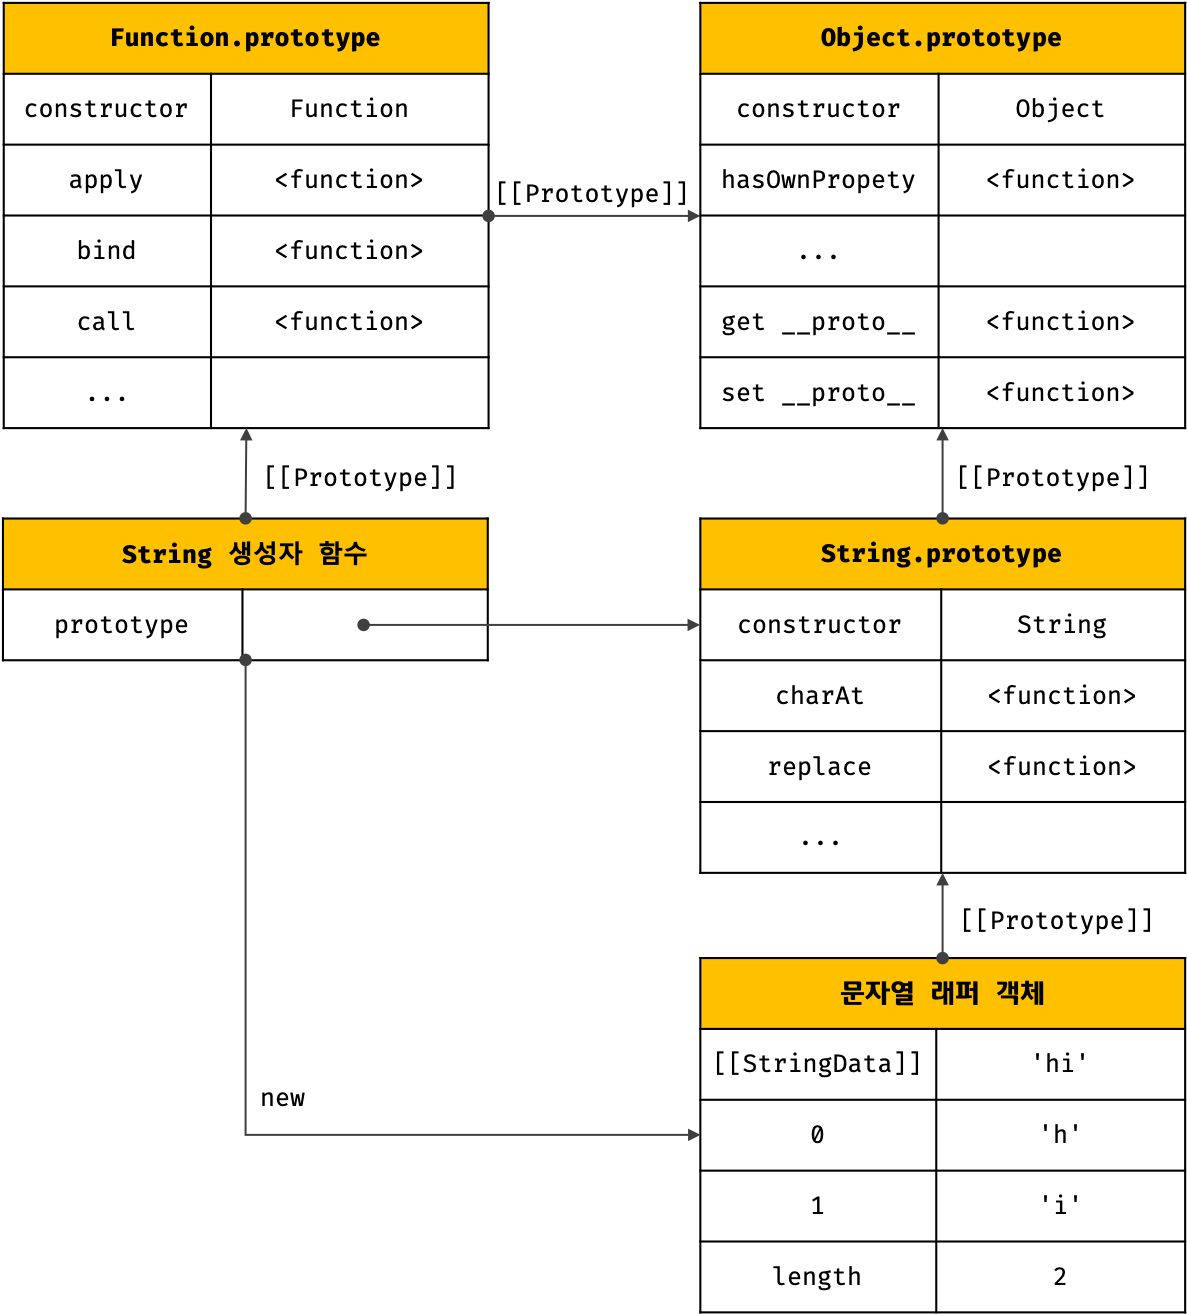 Function.prototype
constructor Function
apply <function>
bind <function>
call <function>
...
[[Prototype]]
Object.prototype
constructor Object
hasOwnPropety <function>
...
get __proto__ <function>
set __proto__ <function>
[[Prototype]]
[[Prototype]]
String 생성자 함수
prototype
String.prototype
constructor String
charAt <function>
replace <function>
...
[[Prototype]]
new
문자열 래퍼 객체
[[StringData]] 'hi'
0 'h'
1 'i'
length 2